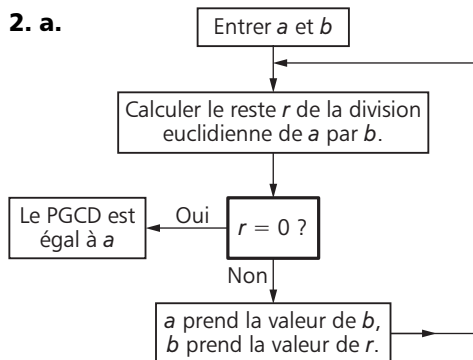 2. a.
Entrer a et b
Calculer le reste r de la division
euclidienne de a par b.
Le PGCD est
égal à a
Oui
r = 0 ?
Non
a prend la valeur de b,
b prend la valeur de r.